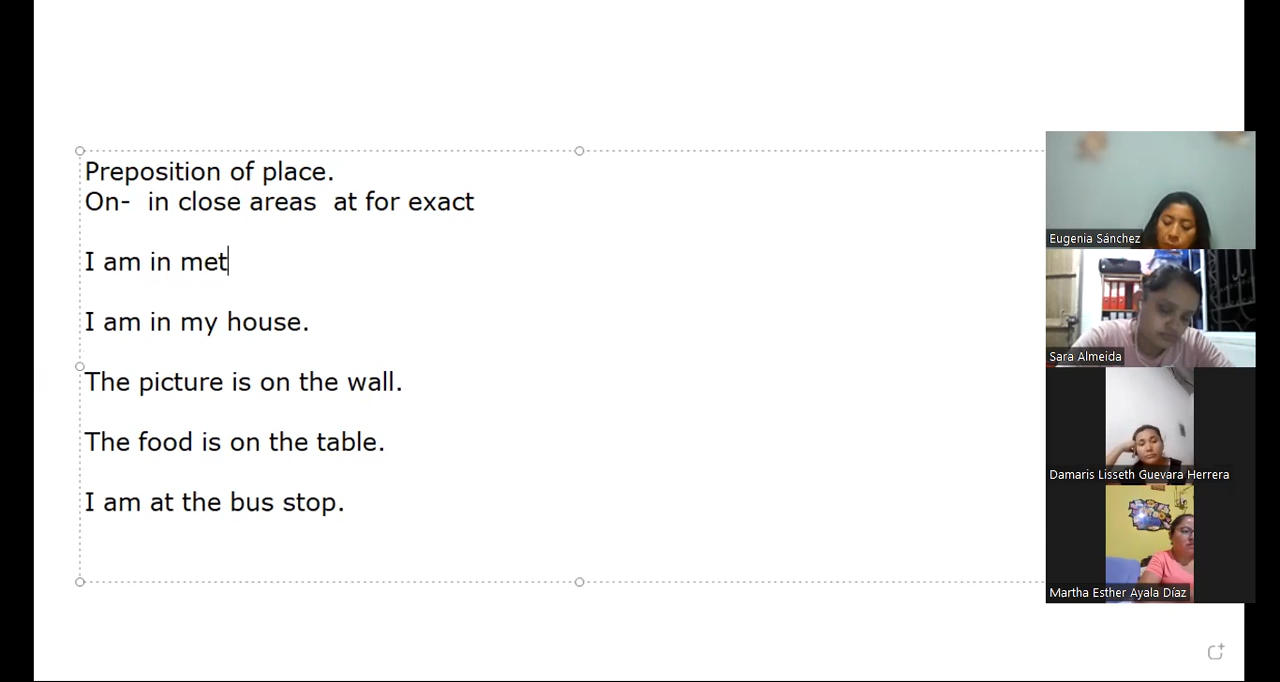 Preposition of place.
On-  in close areas  at for exact
I am in met
I am in my house.
The picture is on the wall.
The food is on the table.
I am at the bus stop.
Eugenia Sánchez
Sara Almeida
Damaris Lisseth Guevara Herrera
Martha Esther Ayala Díaz